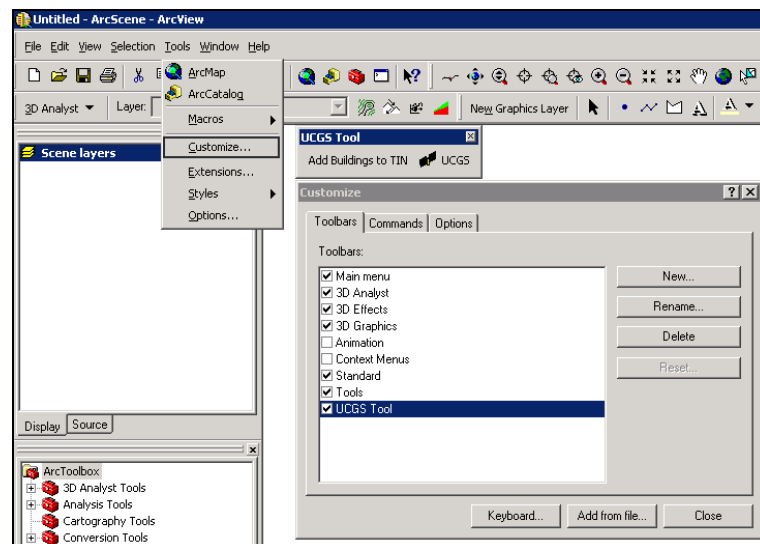 Untitled - ArcScene - ArcView
File Edit View Selection Tools Window Help
3D Analyst Layer: New Graphics Layer A A
ArcMap
ArcCatalog
Macros
Customize...
Extensions...
Styles
Options...
Scene layers
Display Source
ArcToolbox
3D Analyst Tools
Analysis Tools
Cartography Tools
Conversion Tools
UCGS Tool
Add Buildings to TIN UCGS
Customize
Toolbars Commands Options
Toolbars:
Main menu
3D Analyst
3D Effects
3D Graphics
Animation
Context Menus
Standard
Tools
UCGS Tool
New...
Rename...
Delete
Reset...
Keyboard... Add from file... Close